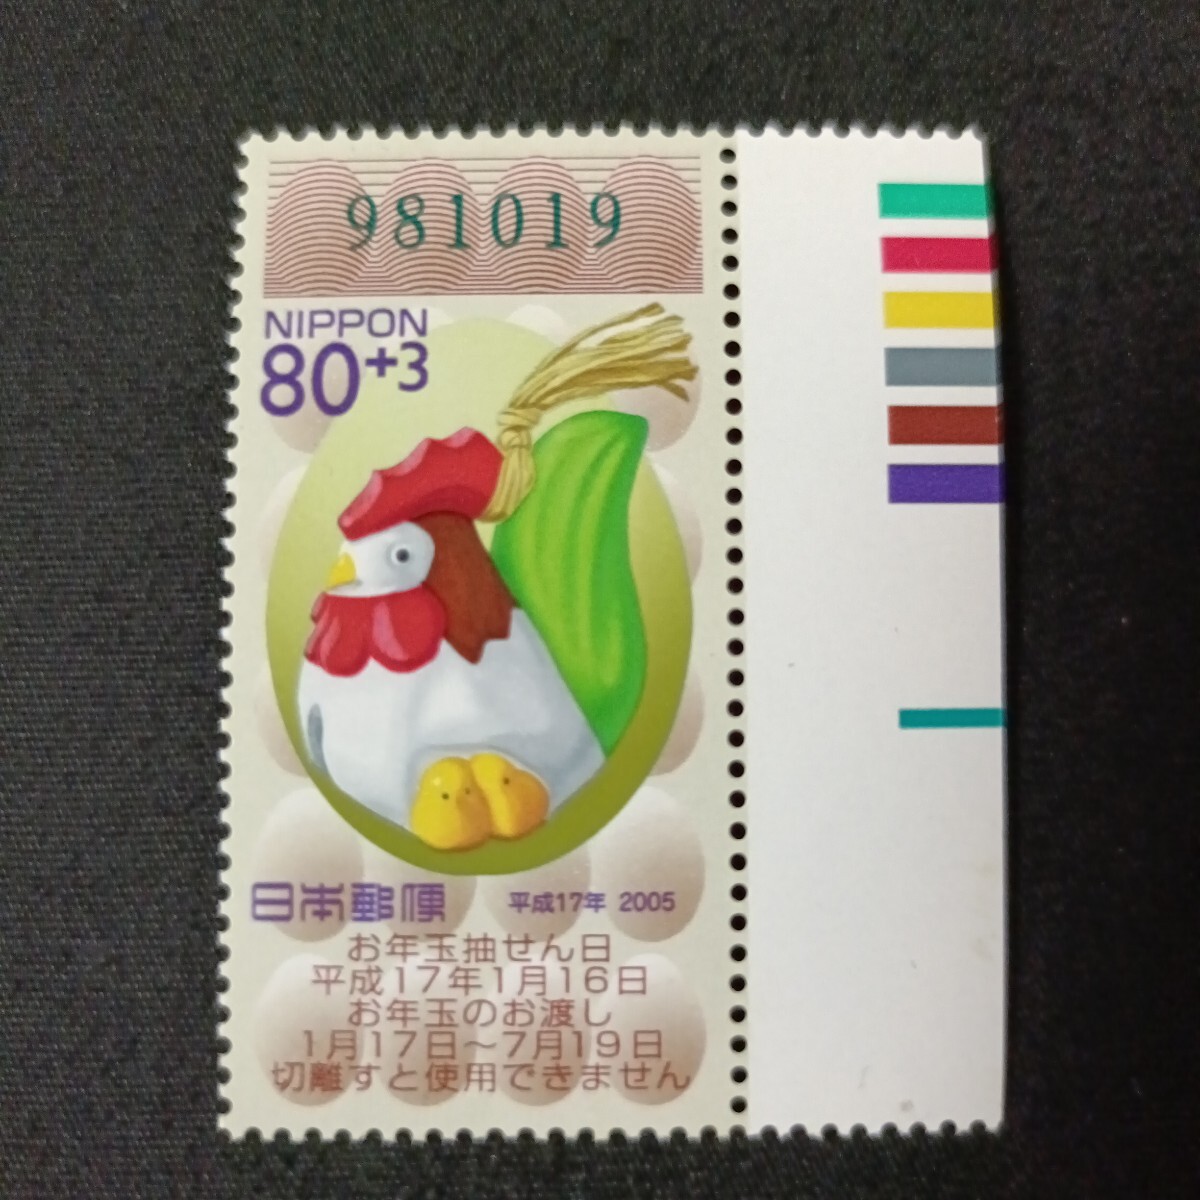 981019
NIPPON
80+3
日本郵便 平成17年 2005
お年玉抽せん日
平成17年1月16日
お年玉のお渡し
1月17日～7月19日
切離すと使用できません